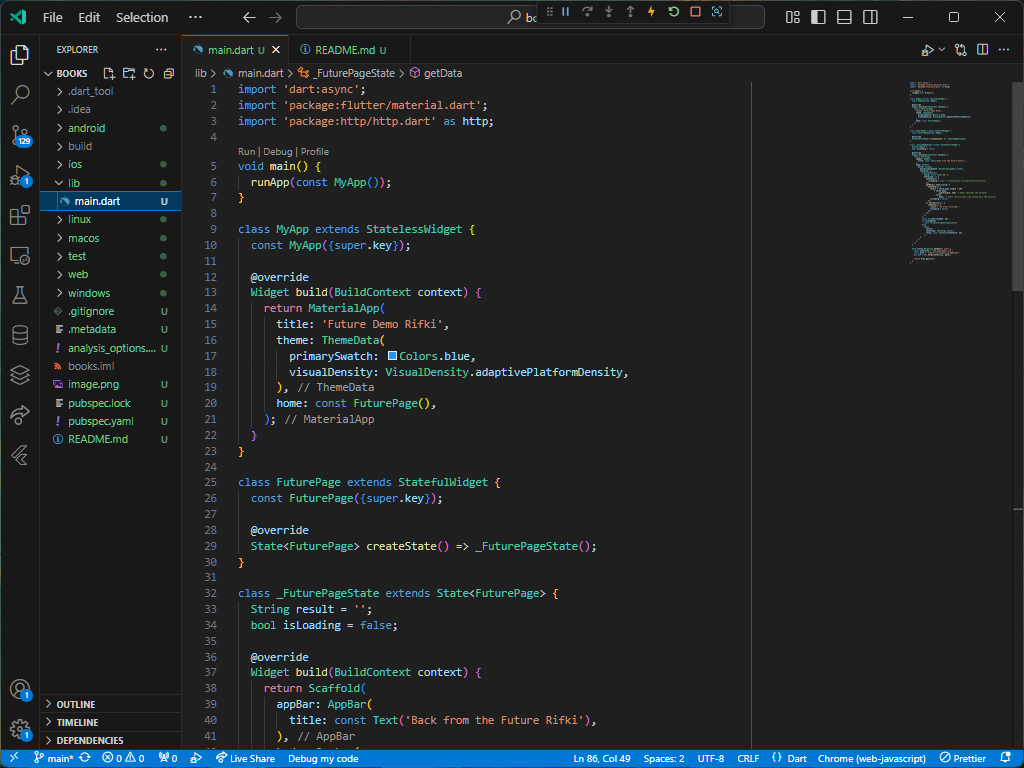 File Edit Selection ···
bo
EXPLORER ···
main.dart U
README.md U
BOOKS
lib > main.dart > _FuturePageState > getData
.dart_tool
.idea
android
build
ios
lib
main.dart U
linux
macos
test
web
windows
.gitignore U
.metadata U
! analysis_options.... U
books.iml
image.png U
pubspec.lock U
! pubspec.yaml U
README.md U
OUTLINE
TIMELINE
DEPENDENCIES
129
1
1
1
1 import 'dart:async';
2 import 'package:flutter/material.dart';
3 import 'package:http/http.dart' as http;
4
Run | Debug | Profile
5 void main() {
6 runApp(const MyApp());
7 }
8
9 class MyApp extends StatelessWidget {
10 const MyApp({super.key});
11
12 @override
13 Widget build(BuildContext context) {
14 return MaterialApp(
15 title: 'Future Demo Rifki',
16 theme: ThemeData(
17 primarySwatch: Colors.blue,
18 visualDensity: VisualDensity.adaptivePlatformDensity,
19 ), // ThemeData
20 home: const FuturePage(),
21 ); // MaterialApp
22 }
23 }
24
25 class FuturePage extends StatefulWidget {
26 const FuturePage({super.key});
27
28 @override
29 State<FuturePage> createState() => _FuturePageState();
30 }
31
32 class _FuturePageState extends State<FuturePage> {
33 String result = '';
34 bool isLoading = false;
35
36 @override
37 Widget build(BuildContext context) {
38 return Scaffold(
39 appBar: AppBar(
40 title: const Text('Back from the Future Rifki'),
41 ), // AppBar
main* 0 0 0 Live Share Debug my code Ln 86, Col 49 Spaces: 2 UTF-8 CRLF { } Dart Chrome (web-javascript) Prettier